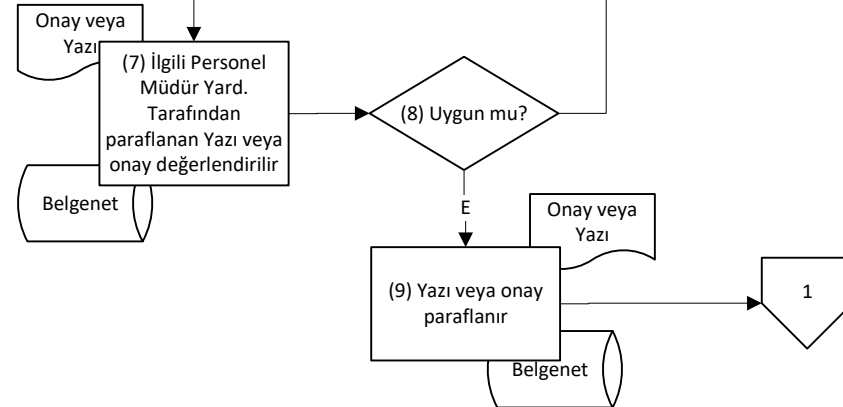 Onay veya
Yazı
(7) İlgili Personel
Müdür Yard.
Tarafından
paraflanan Yazı veya
onay değerlendirilir
Belgenet
(8) Uygun mu?
E
Onay veya
Yazı
(9) Yazı veya onay
paraflanır
Belgenet
1